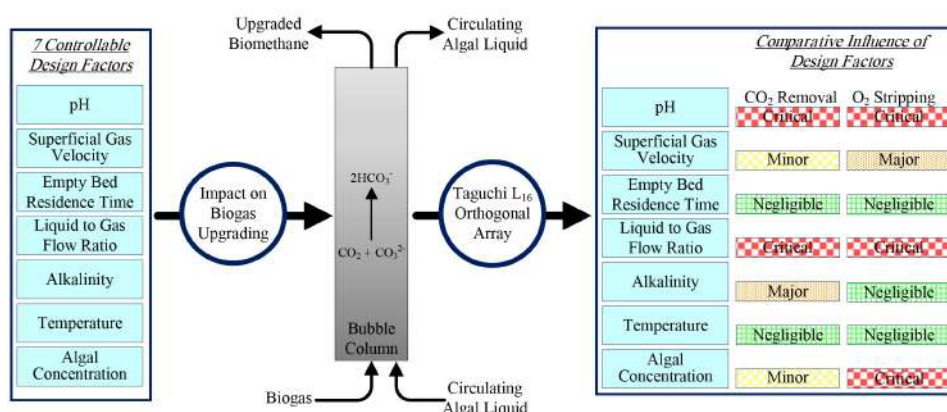 7 Controllable
Design Factors
pH
Superficial Gas
Velocity
Empty Bed
Residence Time
Liquid to Gas
Flow Ratio
Alkalinity
Temperature
Algal
Concentration
Impact on
Biogas
Upgrading
Upgraded
Biomethane
Circulating
Algal Liquid
2HCO₃⁻
CO₂ + CO₃²⁻
Bubble
Column
Biogas
Circulating
Algal Liquid
Taguchi L₁₆
Orthogonal
Array
Comparative Influence of
Design Factors
CO₂ Removal O₂ Stripping
pH Critical Critical
Superficial Gas
Velocity Minor Major
Empty Bed
Residence Time Negligible Negligible
Liquid to Gas
Flow Ratio Critical Critical
Alkalinity Major Negligible
Temperature Negligible Negligible
Algal
Concentration Minor Critical